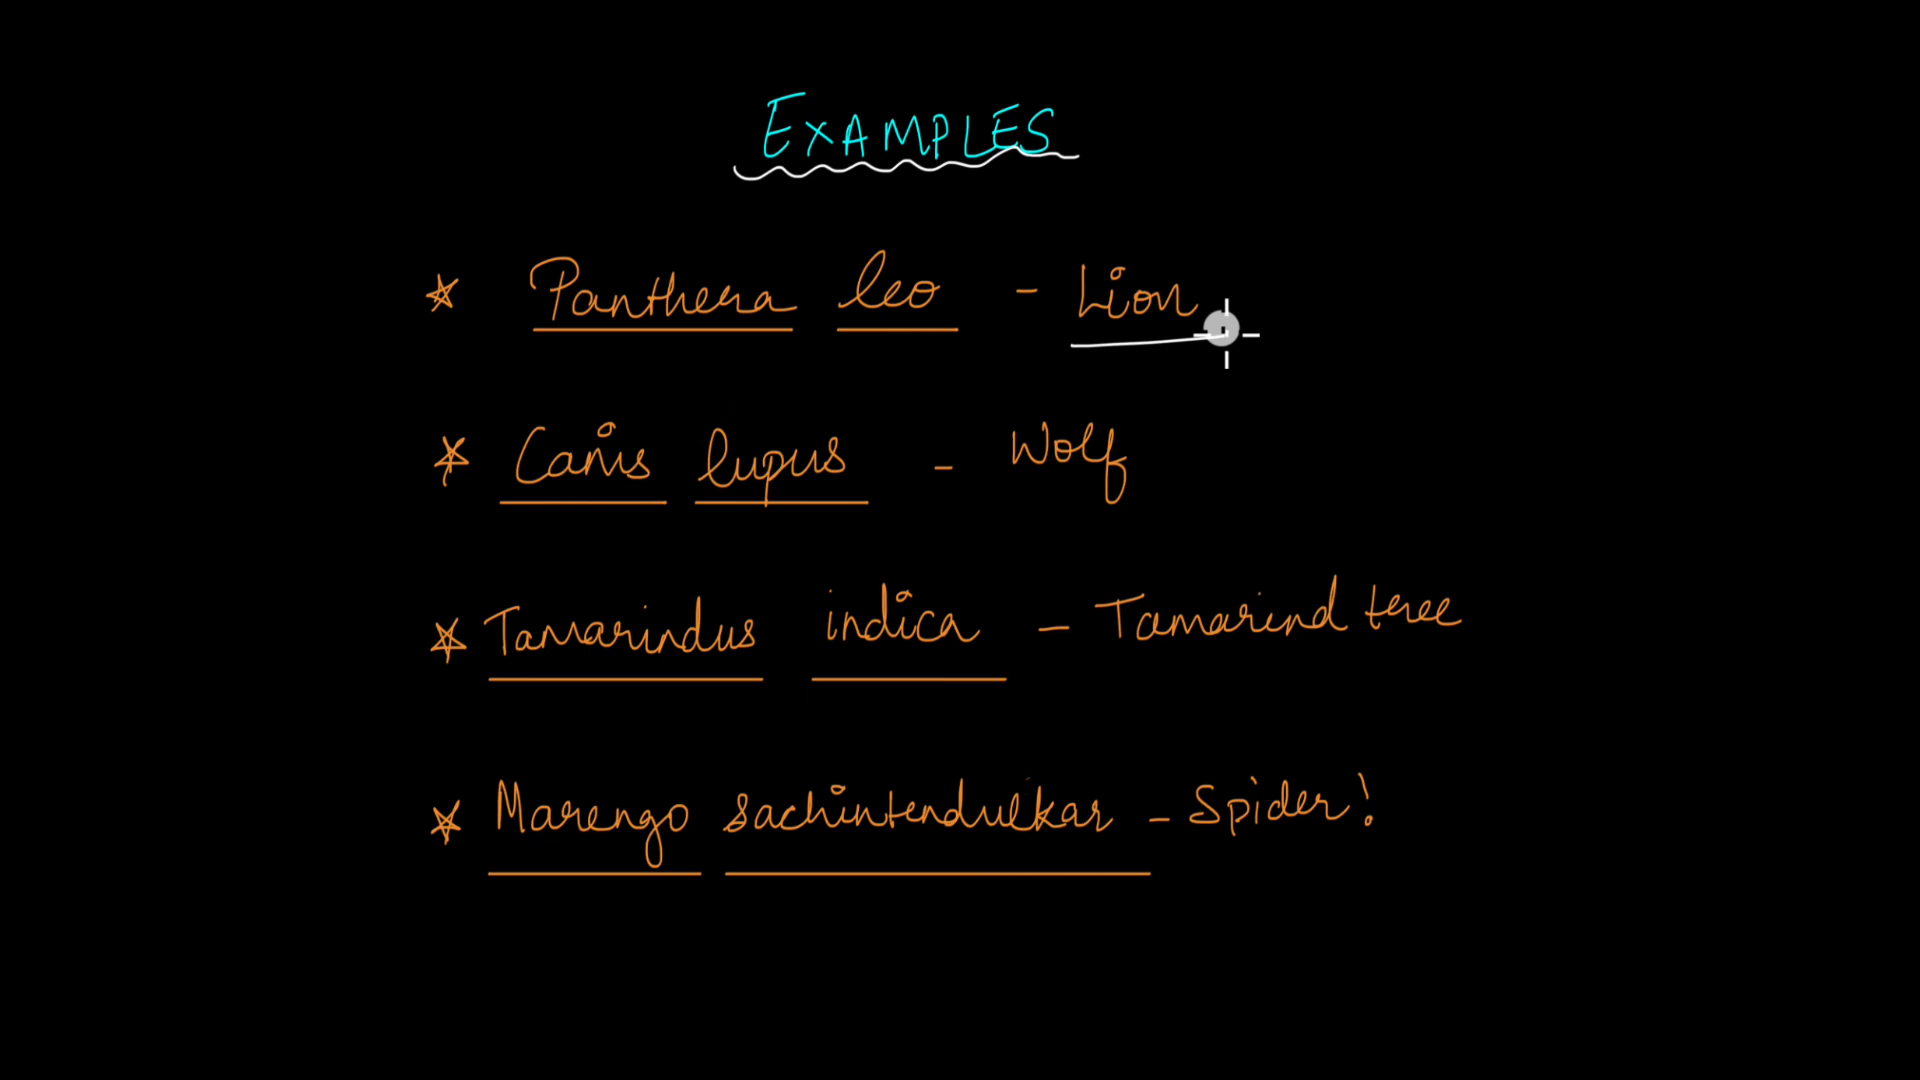 EXAMPLES
* Panthera leo - Lion
* Canis lupus - Wolf
* Tamarindus indica - Tamarind tree
* Marengo sachintendulkar - Spider!